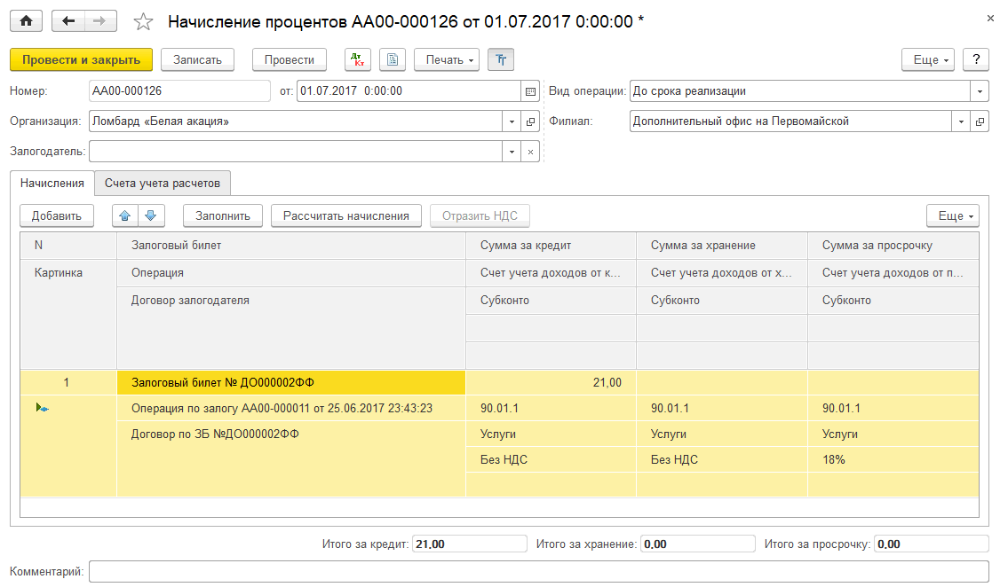 Начисление процентов АА00-000126 от 01.07.2017 0:00:00 *
Провести и закрыть Записать Провести Дт Кт Печать Тт Еще ?
Номер: АА00-000126 от: 01.07.2017 0:00:00 Вид операции: До срока реализации
Организация: Ломбард «Белая акация» Филиал: Дополнительный офис на Первомайской
Залогодатель:
Начисления Счета учета расчетов
Добавить Заполнить Рассчитать начисления Отразить НДС Еще
N Залоговый билет Сумма за кредит Сумма за хранение Сумма за просрочку
Картинка Операция Счет учета доходов от к... Счет учета доходов от х... Счет учета доходов от п...
Договор залогодателя Субконто Субконто Субконто
1 Залоговый билет № ДО000002ФФ 21,00
Операция по залогу АА00-000011 от 25.06.2017 23:43:23 90.01.1 90.01.1 90.01.1
Договор по ЗБ №ДО000002ФФ Услуги Услуги Услуги
Без НДС Без НДС 18%
Итого за кредит: 21,00 Итого за хранение: 0,00 Итого за просрочку: 0,00
Комментарий: